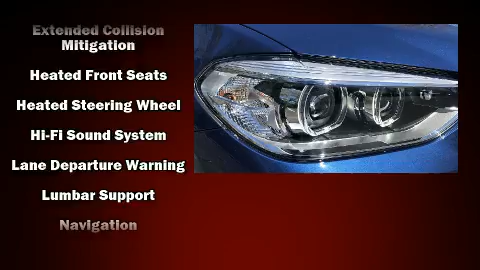 Extended Collision
Mitigation
Heated Front Seats
Heated Steering Wheel
Hi-Fi Sound System
Lane Departure Warning
Lumbar Support
Navigation